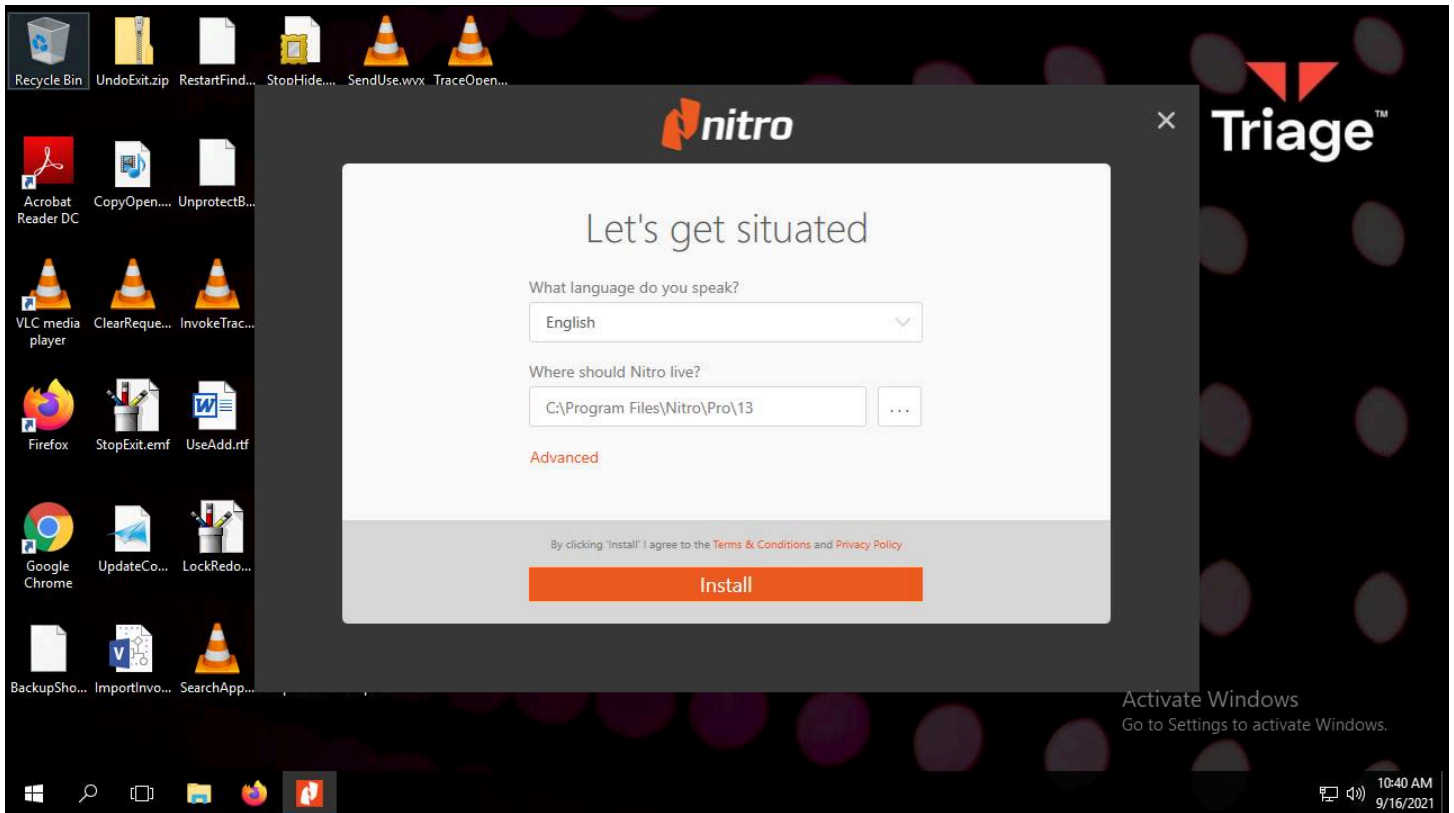 Recycle Bin
UndoExit.zip
RestartFind...
StopHide....
SendUse.wvx
TraceOpen...
nitro
Triage™
Acrobat
Reader DC
CopyOpen....
UnprotectB...
Let's get situated
What language do you speak?
English
Where should Nitro live?
C:\Program Files\Nitro\Pro\13
...
Advanced
By clicking 'Install' I agree to the Terms & Conditions and Privacy Policy
Install
VLC media
player
ClearReque...
InvokeTrac...
Firefox
StopExit.emf
UseAdd.rtf
Google
Chrome
UpdateCo...
LockRedo...
BackupSho...
ImportInvo...
SearchApp...
Activate Windows
Go to Settings to activate Windows.
10:40 AM
9/16/2021